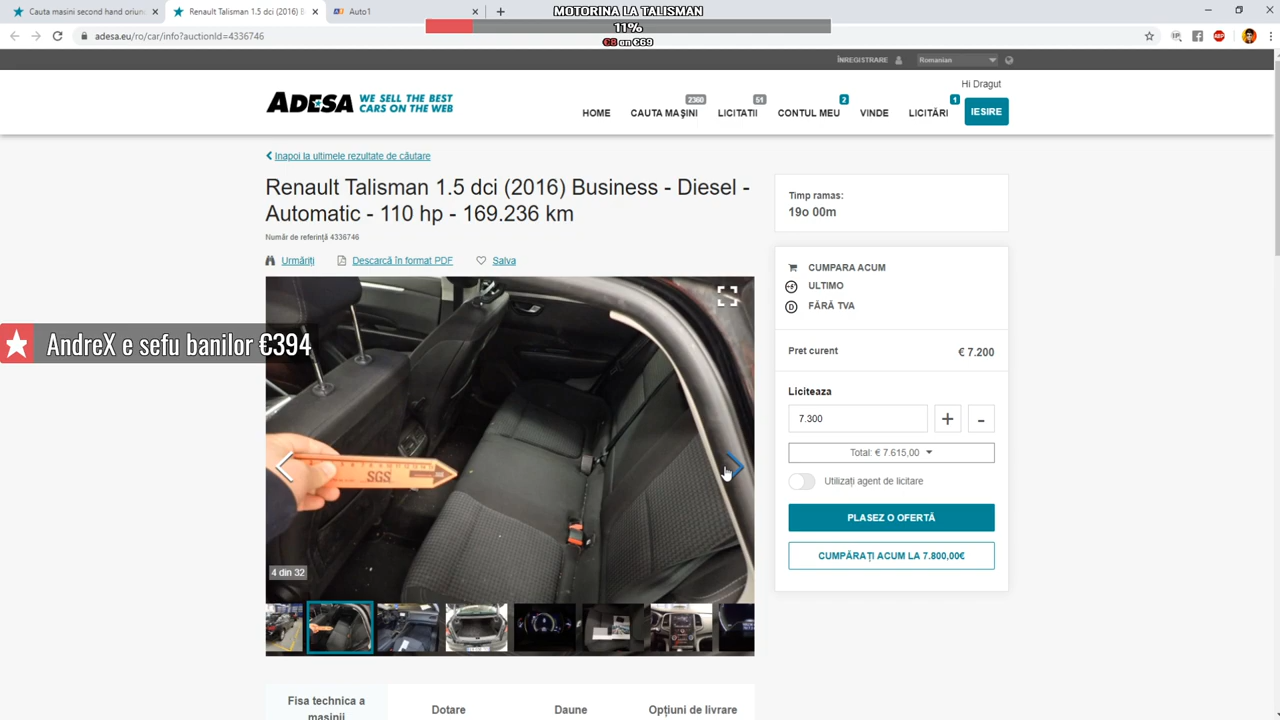 Cauta masini second hand oriund
Renault Talisman 1.5 dci (2016) B
Auto1
MOTORINA LA TALISMAN
11%
€8 an €69
adesa.eu/ro/car/info?auctionId=4336746
ÎNREGISTRARE
Romanian
Hi Dragut
ADESA WE SELL THE BEST
CARS ON THE WEB
HOME
CAUTA MAȘINI
2360
LICITATII
51
CONTUL MEU
2
VINDE
LICITĂRI
1
IESIRE
Inapoi la ultimele rezultate de căutare
Renault Talisman 1.5 dci (2016) Business - Diesel -
Automatic - 110 hp - 169.236 km
Număr de referință 4336746
Urmăriți
Descarcă în format PDF
Salva
AndreX e sefu banilor €394
SGS
4 din 32
Timp ramas:
19o 00m
CUMPARA ACUM
ULTIMO
FĂRĂ TVA
Pret curent
€ 7.200
Liciteaza
7.300
+
-
Total: € 7.615,00
Utilizați agent de licitare
PLASEZ O OFERTĂ
CUMPĂRAȚI ACUM LA 7.800,00€
Fisa technica a
masinii
Dotare
Daune
Opțiuni de livrare